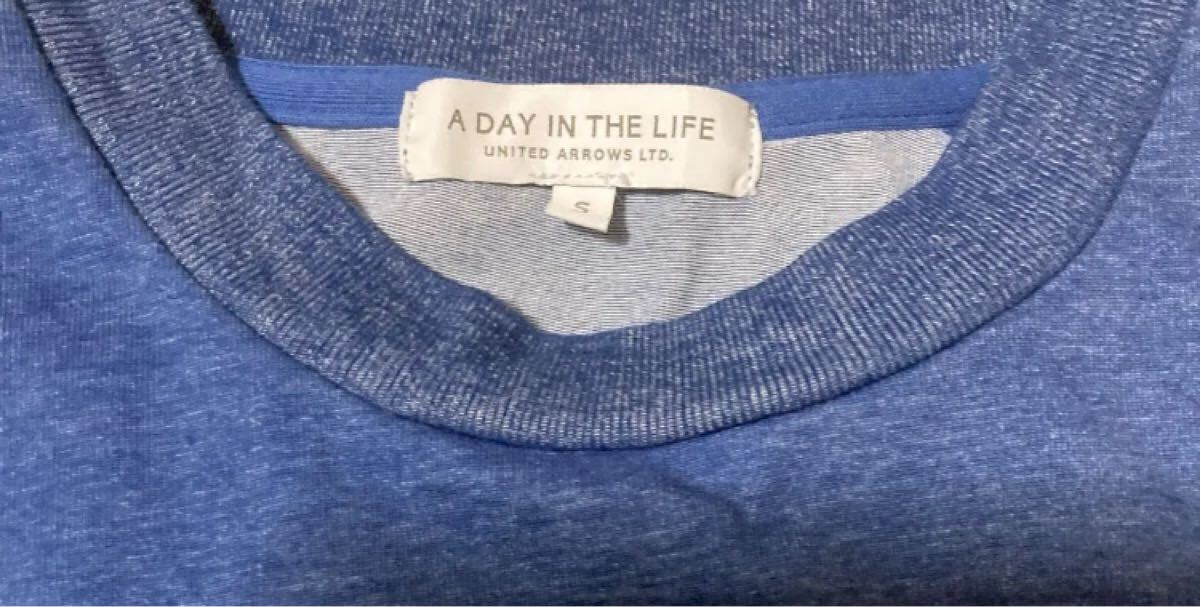 A DAY IN THE LIFE
UNITED ARROWS LTD.
S